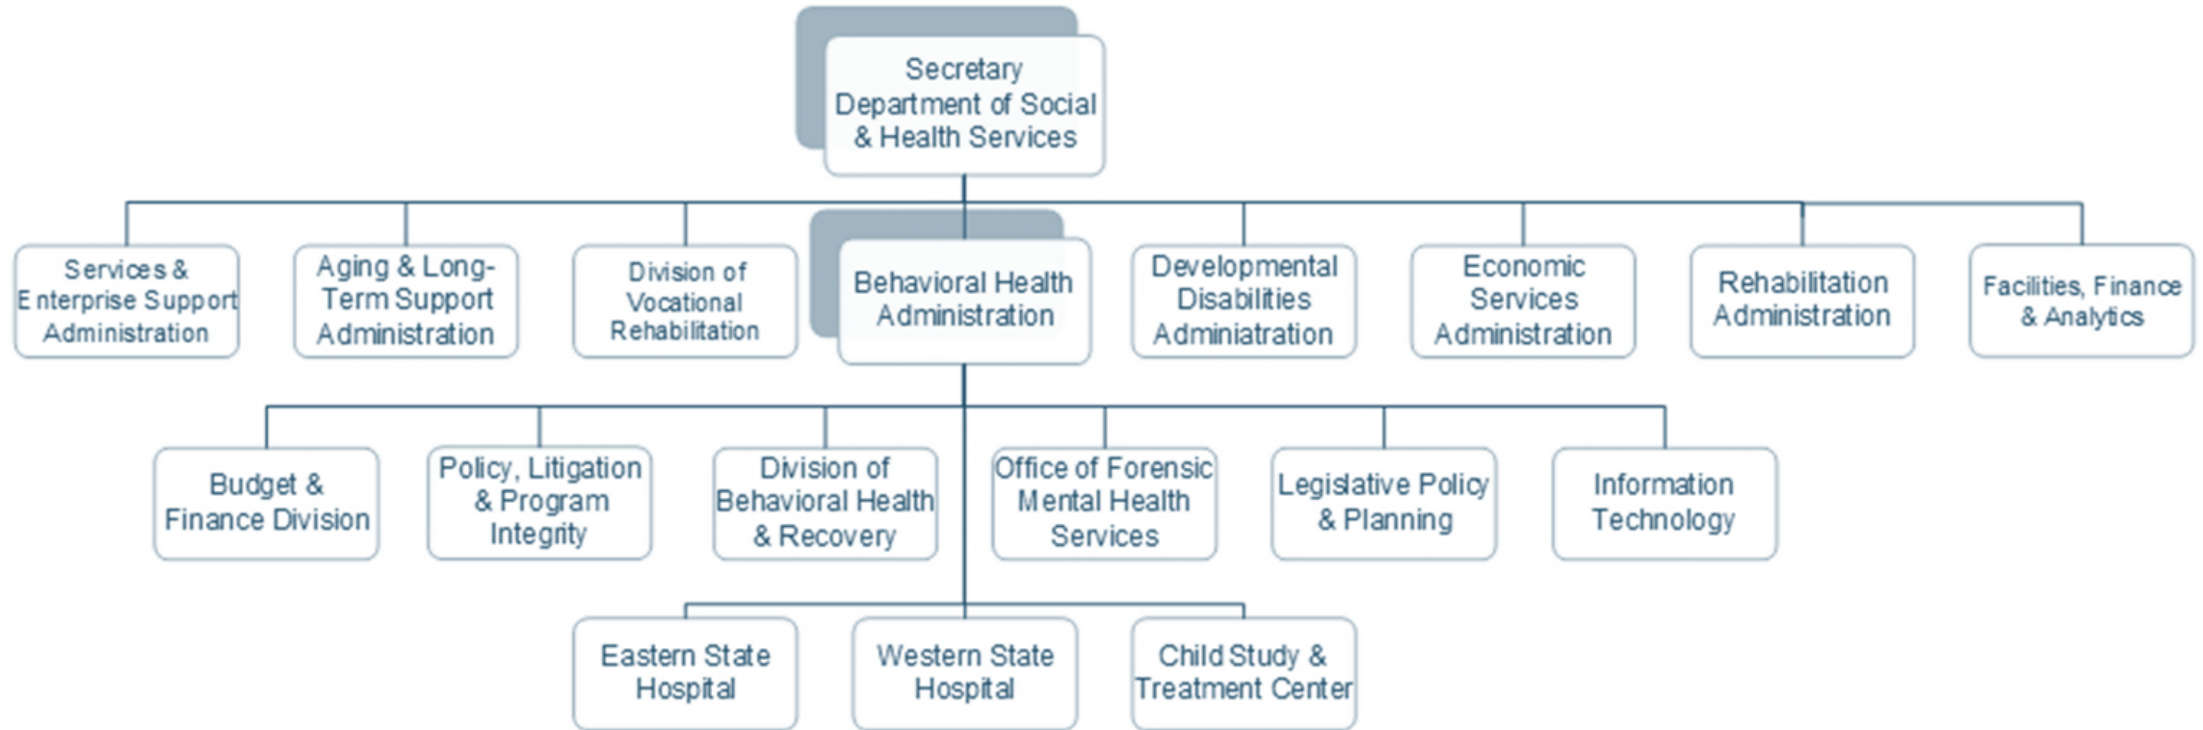 Secretary
Department of Social
& Health Services
Services &
Enterprise Support
Administration
Aging & Long-
Term Support
Administration
Division of
Vocational
Rehabilitation
Behavioral Health
Administration
Developmental
Disabilities
Adminiatration
Economic
Services
Administration
Rehabilitation
Administration
Facilities, Finance
& Analytics
Budget &
Finance Division
Policy, Litigation
& Program
Integrity
Division of
Behavioral Health
& Recovery
Office of Forensic
Mental Health
Services
Legislative Policy
& Planning
Information
Technology
Eastern State
Hospital
Western State
Hospital
Child Study &
Treatment Center